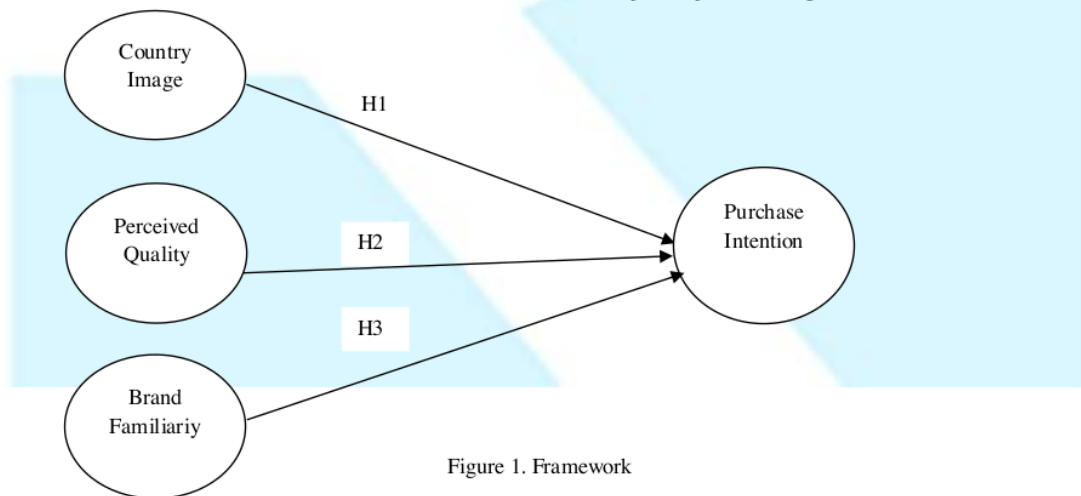 Country
Image
H1
Perceived
Quality
H2
Purchase
Intention
H3
Brand
Familiariy
Figure 1. Framework